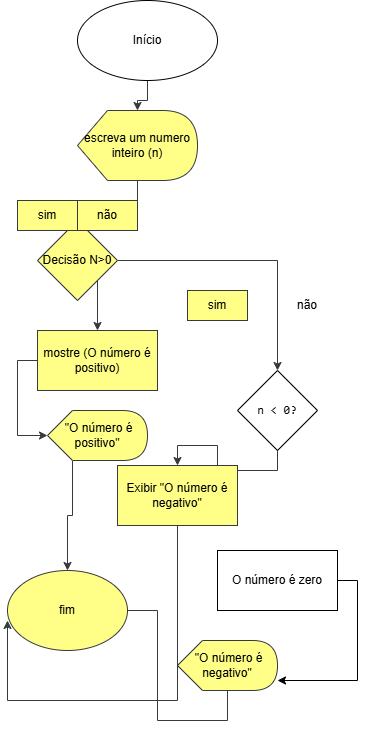 Início
escreva um numero
inteiro (n)
sim
não
Decisão N>0
sim
não
mostre (O número é
positivo)
n < 0?
"O número é
positivo"
Exibir "O número é
negativo"
O número é zero
fim
"O número é
negativo"